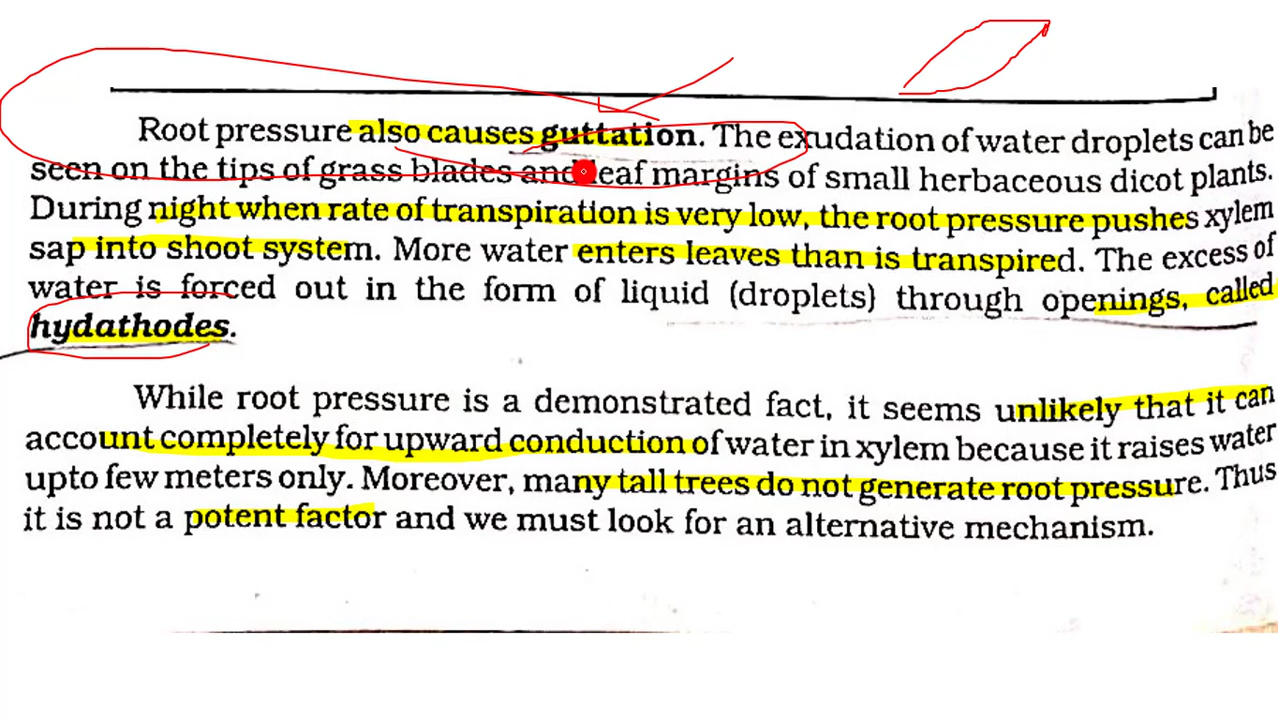 Root pressure also causes guttation. The exudation of water droplets can be
seen on the tips of grass blades and leaf margins of small herbaceous dicot plants.
During night when rate of transpiration is very low, the root pressure pushes xylem
sap into shoot system. More water enters leaves than is transpired. The excess of
water is forced out in the form of liquid (droplets) through openings, called
hydathodes.
While root pressure is a demonstrated fact, it seems unlikely that it can
account completely for upward conduction of water in xylem because it raises water
upto few meters only. Moreover, many tall trees do not generate root pressure. Thus
it is not a potent factor and we must look for an alternative mechanism.